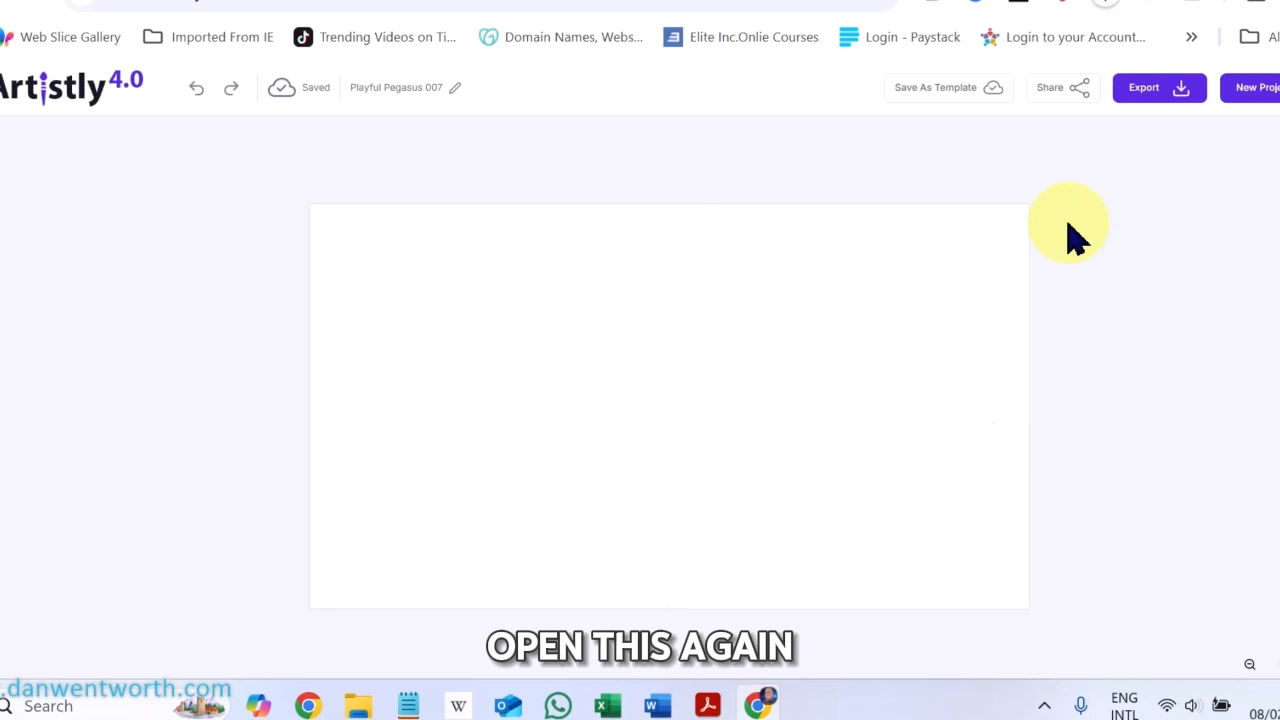 Web Slice Gallery Imported From IE Trending Videos on Ti... Domain Names, Webs... Elite Inc.Onlie Courses Login - Paystack Login to your Account... »
Artistly 4.0 Saved Playful Pegasus 007 Save As Template Share Export New Proje
OPEN THIS AGAIN
.danwentworth.com
Search W ENG
INTL 08/02